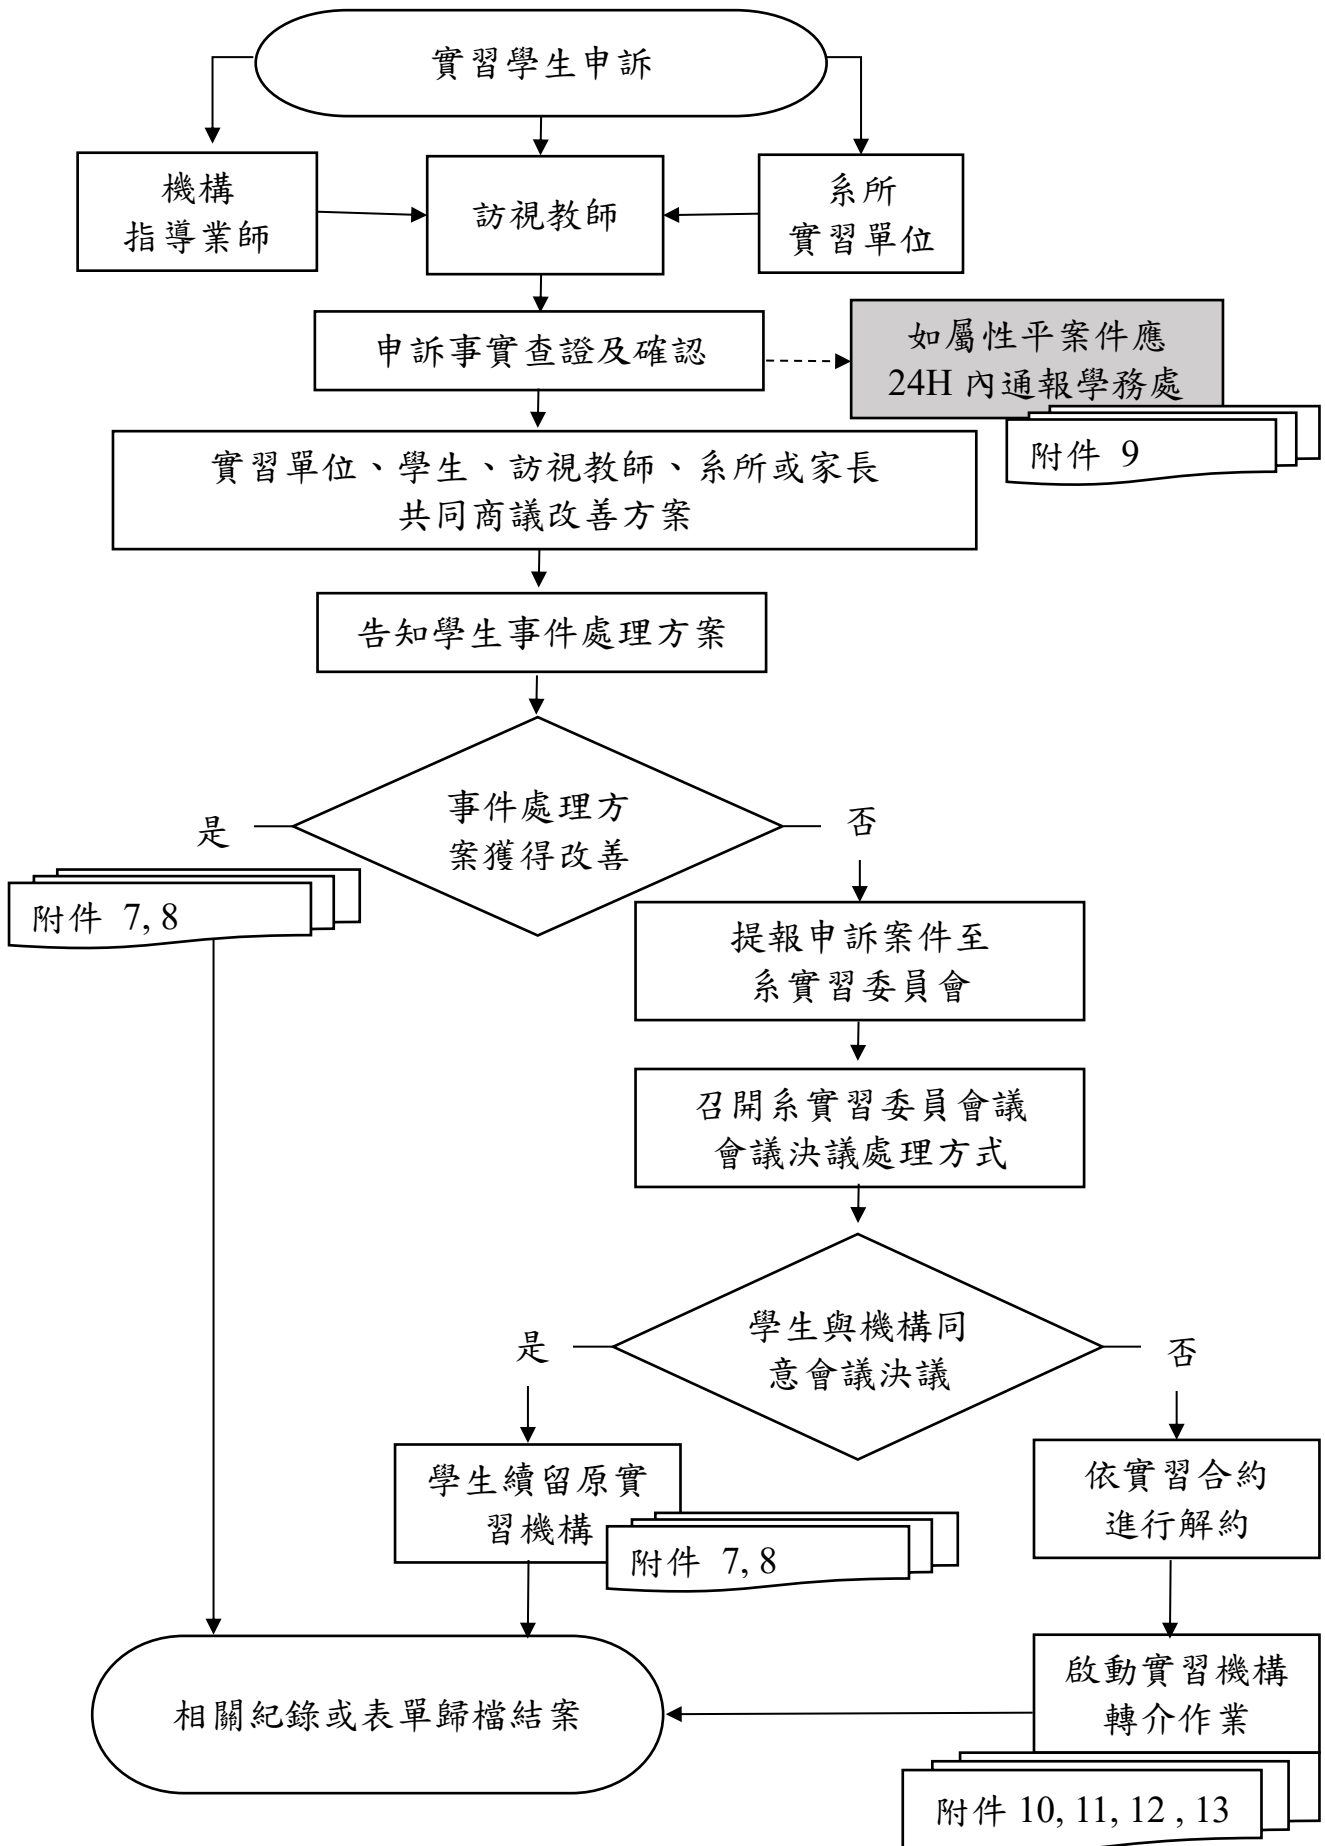 實習學生申訴
機構
指導業師
訪視教師
系所
實習單位
申訴事實查證及確認
如屬性平案件應
24H 內通報學務處
附件 9
實習單位、學生、訪視教師、系所或家長
共同商議改善方案
告知學生事件處理方案
事件處理方
案獲得改善
是
否
附件 7, 8
提報申訴案件至
系實習委員會
召開系實習委員會議
會議決議處理方式
學生與機構同
意會議決議
是
否
學生續留原實
習機構
附件 7, 8
依實習合約
進行解約
啟動實習機構
轉介作業
相關紀錄或表單歸檔結案
附件 10, 11, 12 , 13